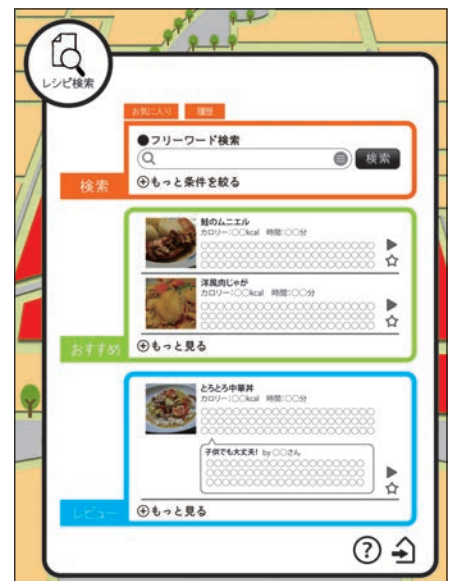 レシピ検索
お気に入り 履歴
●フリーワード検索
検索
⊕もっと条件を絞る
検索
鮭のムニエル
カロリー:○○kcal 時間:○○分
○○○○○○○○○○○○○○○○○○○○
○○○○○○○○○○○○○○○○○○○○
○○○○○○○○○○○○○○○○○○○○
洋風肉じゃが
カロリー:○○kcal 時間:○○分
○○○○○○○○○○○○○○○○○○○○
○○○○○○○○○○○○○○○○○○○○
○○○○○○○○○○○○○○○○○○○○
おすすめ
⊕もっと見る
とろとろ中華丼
カロリー:○○kcal 時間:○○分
○○○○○○○○○○○○○○○○○○○○
○○○○○○○○○○○○○○○○○○○○
○○○○○○○○○○○○○○○○○○○○
子供でも大丈夫! by ○○さん
○○○○○○○○○○○○○○○○○○
○○○○○○○○○○○○○○○○○○
○○○○○○○○○○○○○○○○○○
レビュー
⊕もっと見る
?